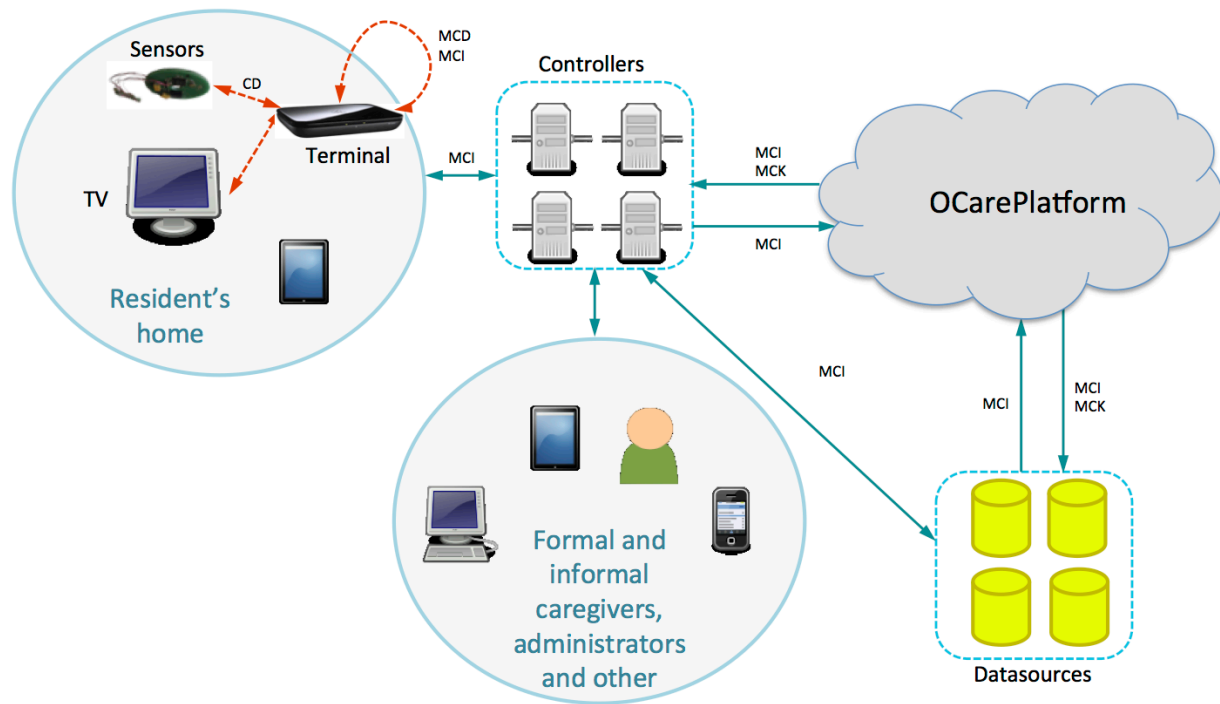 Sensors
CD
MCD
MCI
Terminal
TV
Resident's
home
MCI
Controllers
MCI
MCK
MCI
OCarePlatform
MCI
MCI
MCI
MCK
Formal and
informal
caregivers,
administrators
and other
Datasources